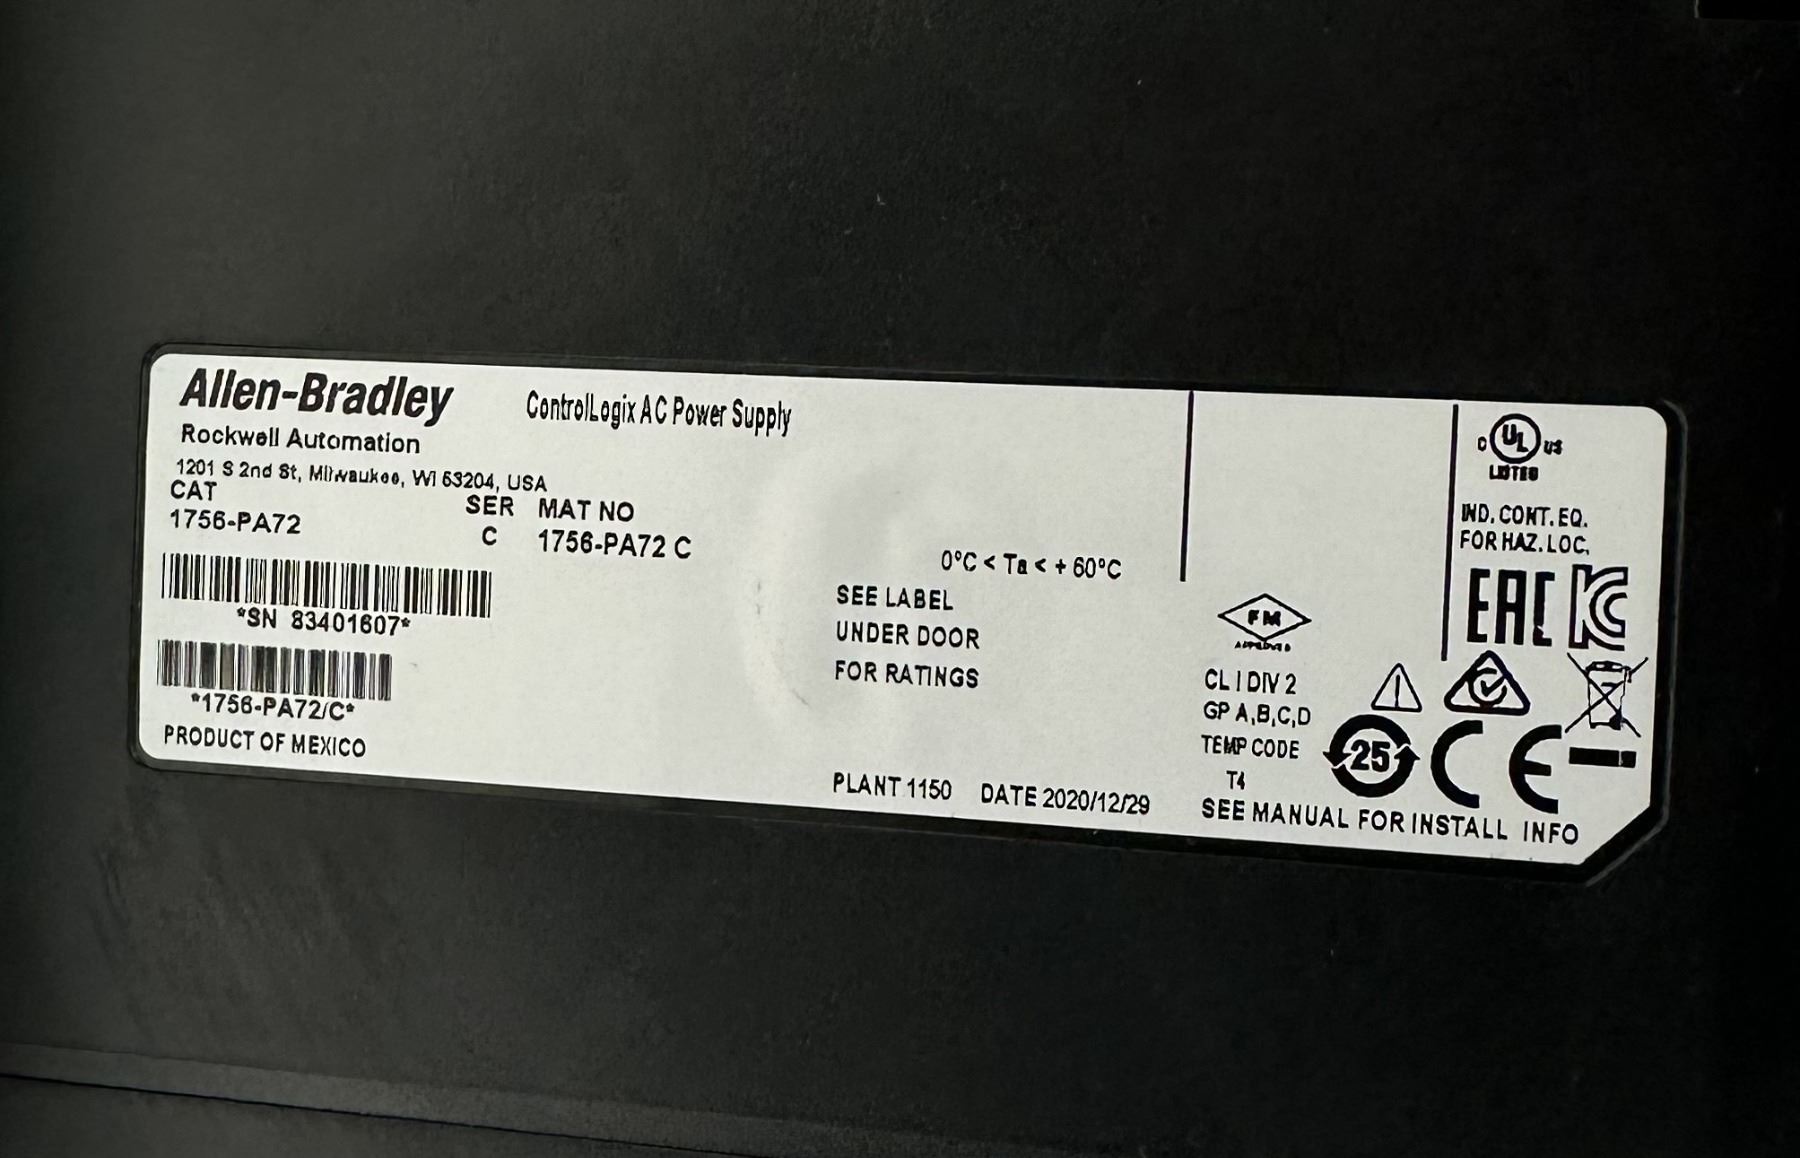 Allen-Bradley
ControlLogix AC Power Supply
Rockwell Automation
1201 S 2nd St, Milwaukee, WI 53204, USA
CAT SER MAT NO
1756-PA72 C 1756-PA72 C
*SN 83401607*
*1756-PA72/C*
PRODUCT OF MEXICO
0°C < Ta < + 60°C
SEE LABEL
UNDER DOOR
FOR RATINGS
PLANT 1150 DATE 2020/12/29
FM
APPROVED
CL I DIV 2
GP A,B,C,D
TEMP CODE
T4
SEE MANUAL FOR INSTALL INFO
C UL US
LISTED
IND. CONT. EQ.
FOR HAZ. LOC.
EAC KC
25
CE